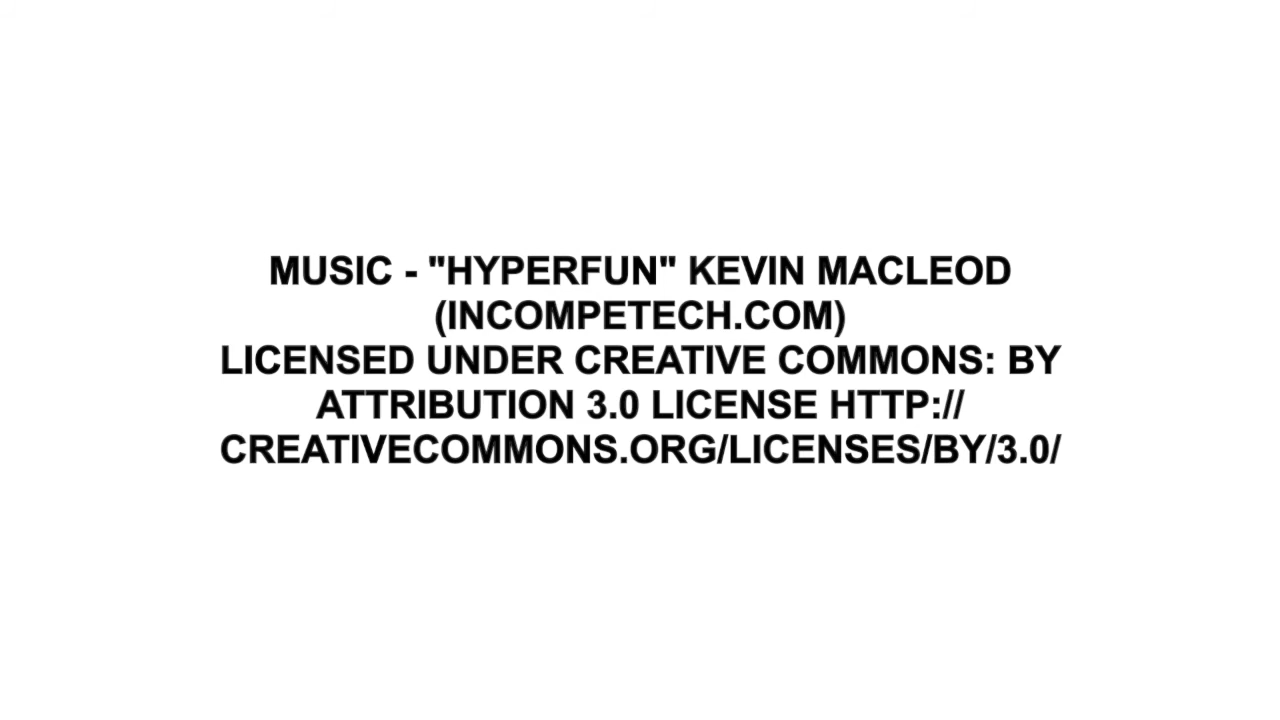 MUSIC - "HYPERFUN" KEVIN MACLEOD
(INCOMPETECH.COM)
LICENSED UNDER CREATIVE COMMONS: BY
ATTRIBUTION 3.0 LICENSE HTTP://
CREATIVECOMMONS.ORG/LICENSES/BY/3.0/